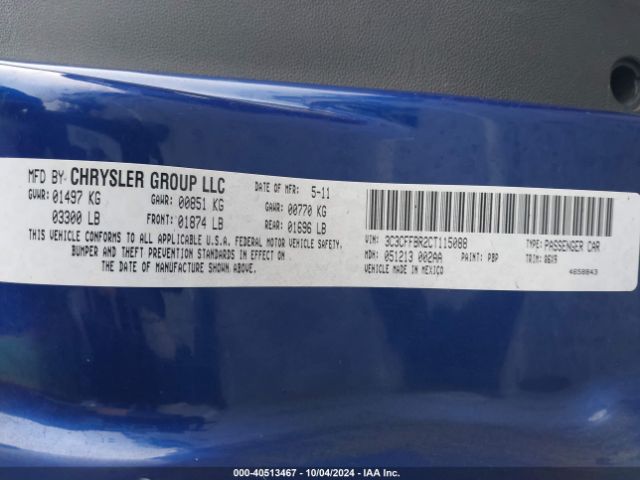 MFD BY: CHRYSLER GROUP LLC DATE OF MFR: 5-11
GVWR: 01497 KG GAWR: 00851 KG GAWR: 00770 KG
03300 LB FRONT: 01874 LB REAR: 01696 LB
THIS VEHICLE CONFORMS TO ALL APPLICABLE U.S.A. FEDERAL MOTOR VEHICLE SAFETY,
BUMPER AND THEFT PREVENTION STANDARDS IN EFFECT ON
THE DATE OF MANUFACTURE SHOWN ABOVE.
VIN: 3C3CFFBR2CT115088 TYPE: PASSENGER CAR
MDH: 051213 002AA PAINT: PBP TRIM: 06X9
VEHICLE MADE IN MEXICO 4658843
© - 40513467 - 10/04/2024 - IAA Inc.